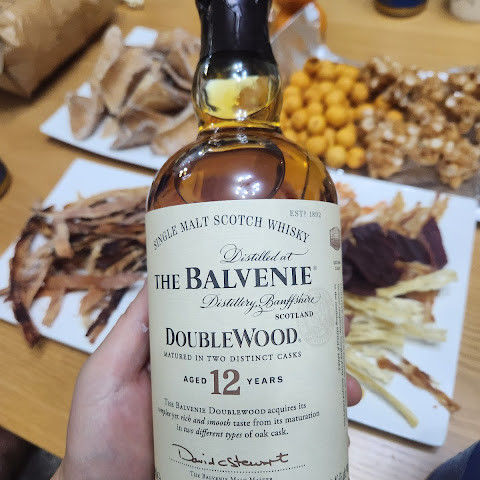 ESTD 1892
SINGLE MALT SCOTCH WHISKY
Distilled at
THE BALVENIE®
Distillery, Banffshire
SCOTLAND
DOUBLEWOOD
MATURED IN TWO DISTINCT CASKS
AGED 12 YEARS
THE BALVENIE DOUBLEWOOD acquires its
complex yet rich and smooth taste from its maturation
in two different types of oak cask.
David C Stewart
THE BALVENIE MALT MASTER